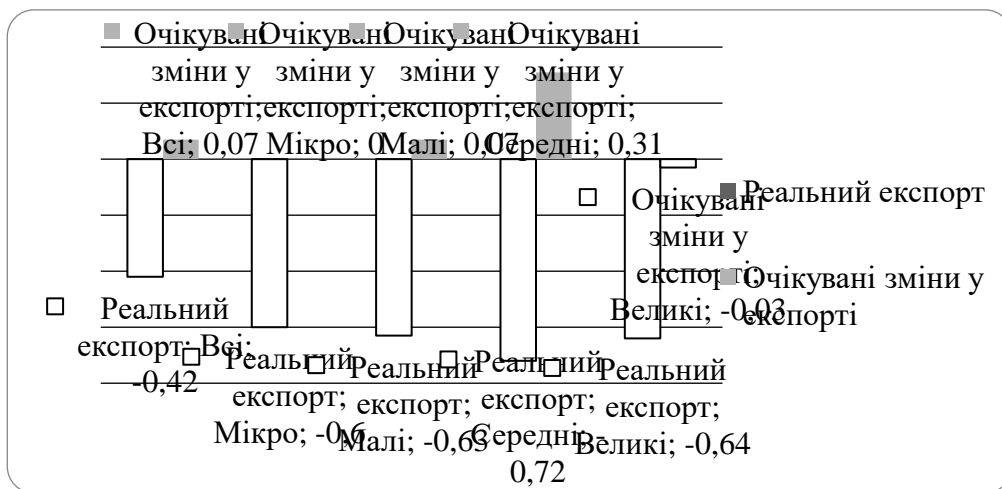 Очікувані
зміни у
експорті;
Всі; 0,07
Очікувані
зміни у
експорті;
Мікро; 0
Очікувані
зміни у
експорті;
Малі; 0,07
Очікувані
зміни у
експорті;
Середні; 0,31
Очікувані
зміни у
експорті;
Великі; -0,03
Реальний експорт
Очікувані зміни у
експорті
Реальний
експорт; Всі;
-0,42
Реальний
експорт;
Мікро; -0,6
Реальний
експорт;
Малі; -0,63
Реальний
експорт;
Середні; -
0,72
Реальний
експорт;
Великі; -0,64